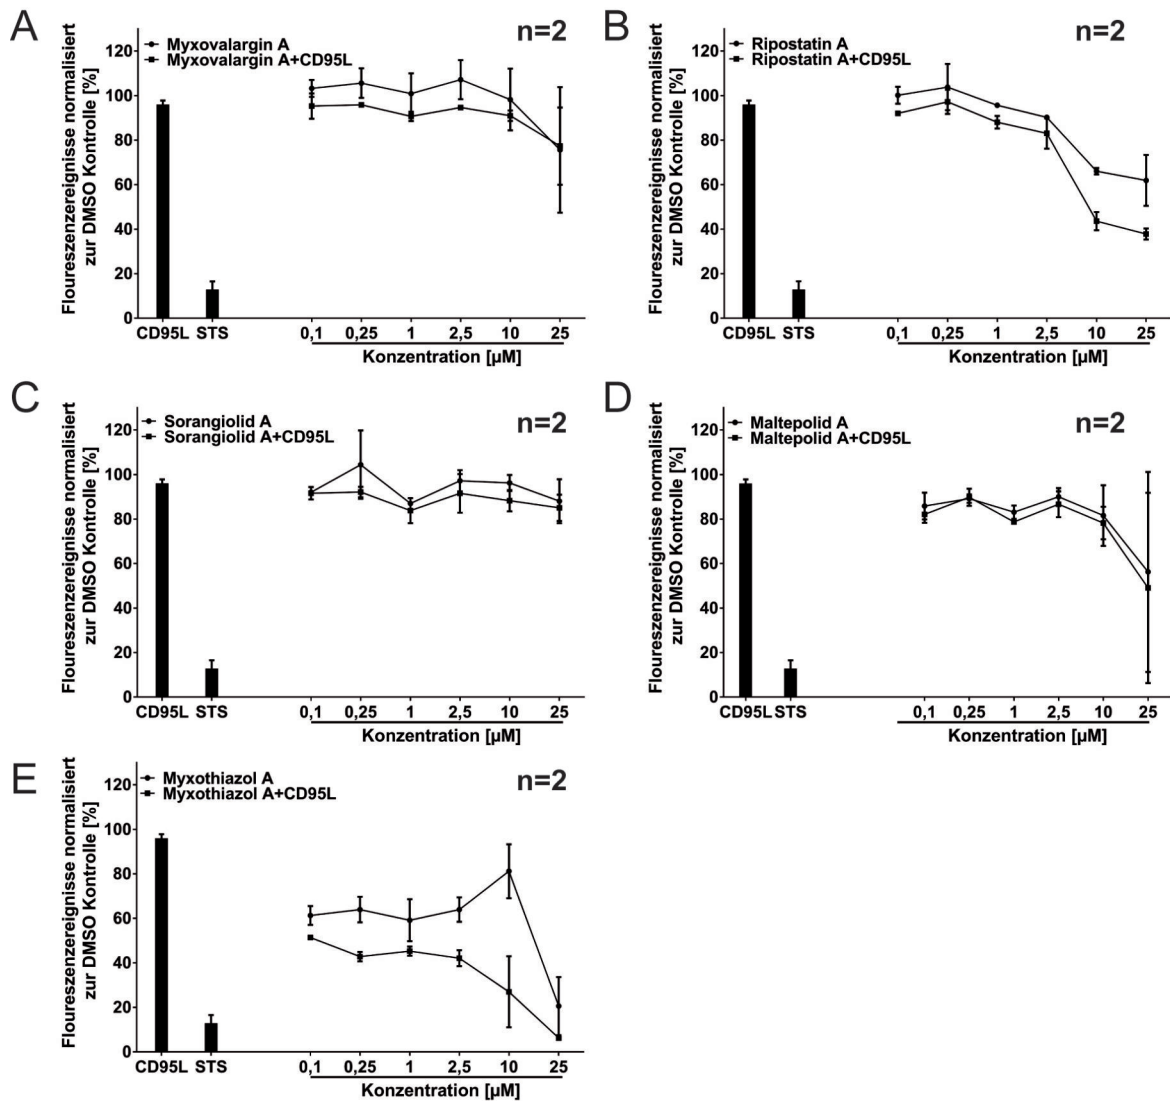 A
n=2
Myxovalargin A
Myxovalargin A+CD95L
Floureszenzereignisse normalisiert
zur DMSO Kontrolle [%]
120
100
80
60
40
20
0
CD95L STS 0,1 0,25 1 2,5 10 25
Konzentration [µM]
B
n=2
Ripostatin A
Ripostatin A+CD95L
Floureszenzereignisse normalisiert
zur DMSO Kontrolle [%]
120
100
80
60
40
20
0
CD95L STS 0,1 0,25 1 2,5 10 25
Konzentration [µM]
C
n=2
Sorangiolid A
Sorangiolid A+CD95L
Floureszenzereignisse normalisiert
zur DMSO Kontrolle [%]
120
100
80
60
40
20
0
CD95L STS 0,1 0,25 1 2,5 10 25
Konzentration [µM]
D
n=2
Maltepolid A
Maltepolid A+CD95L
Floureszenzereignisse normalisiert
zur DMSO Kontrolle [%]
120
100
80
60
40
20
0
CD95L STS 0,1 0,25 1 2,5 10 25
Konzentration [µM]
E
n=2
Myxothiazol A
Myxothiazol A+CD95L
Floureszenzereignisse normalisiert
zur DMSO Kontrolle [%]
120
100
80
60
40
20
0
CD95L STS 0,1 0,25 1 2,5 10 25
Konzentration [µM]